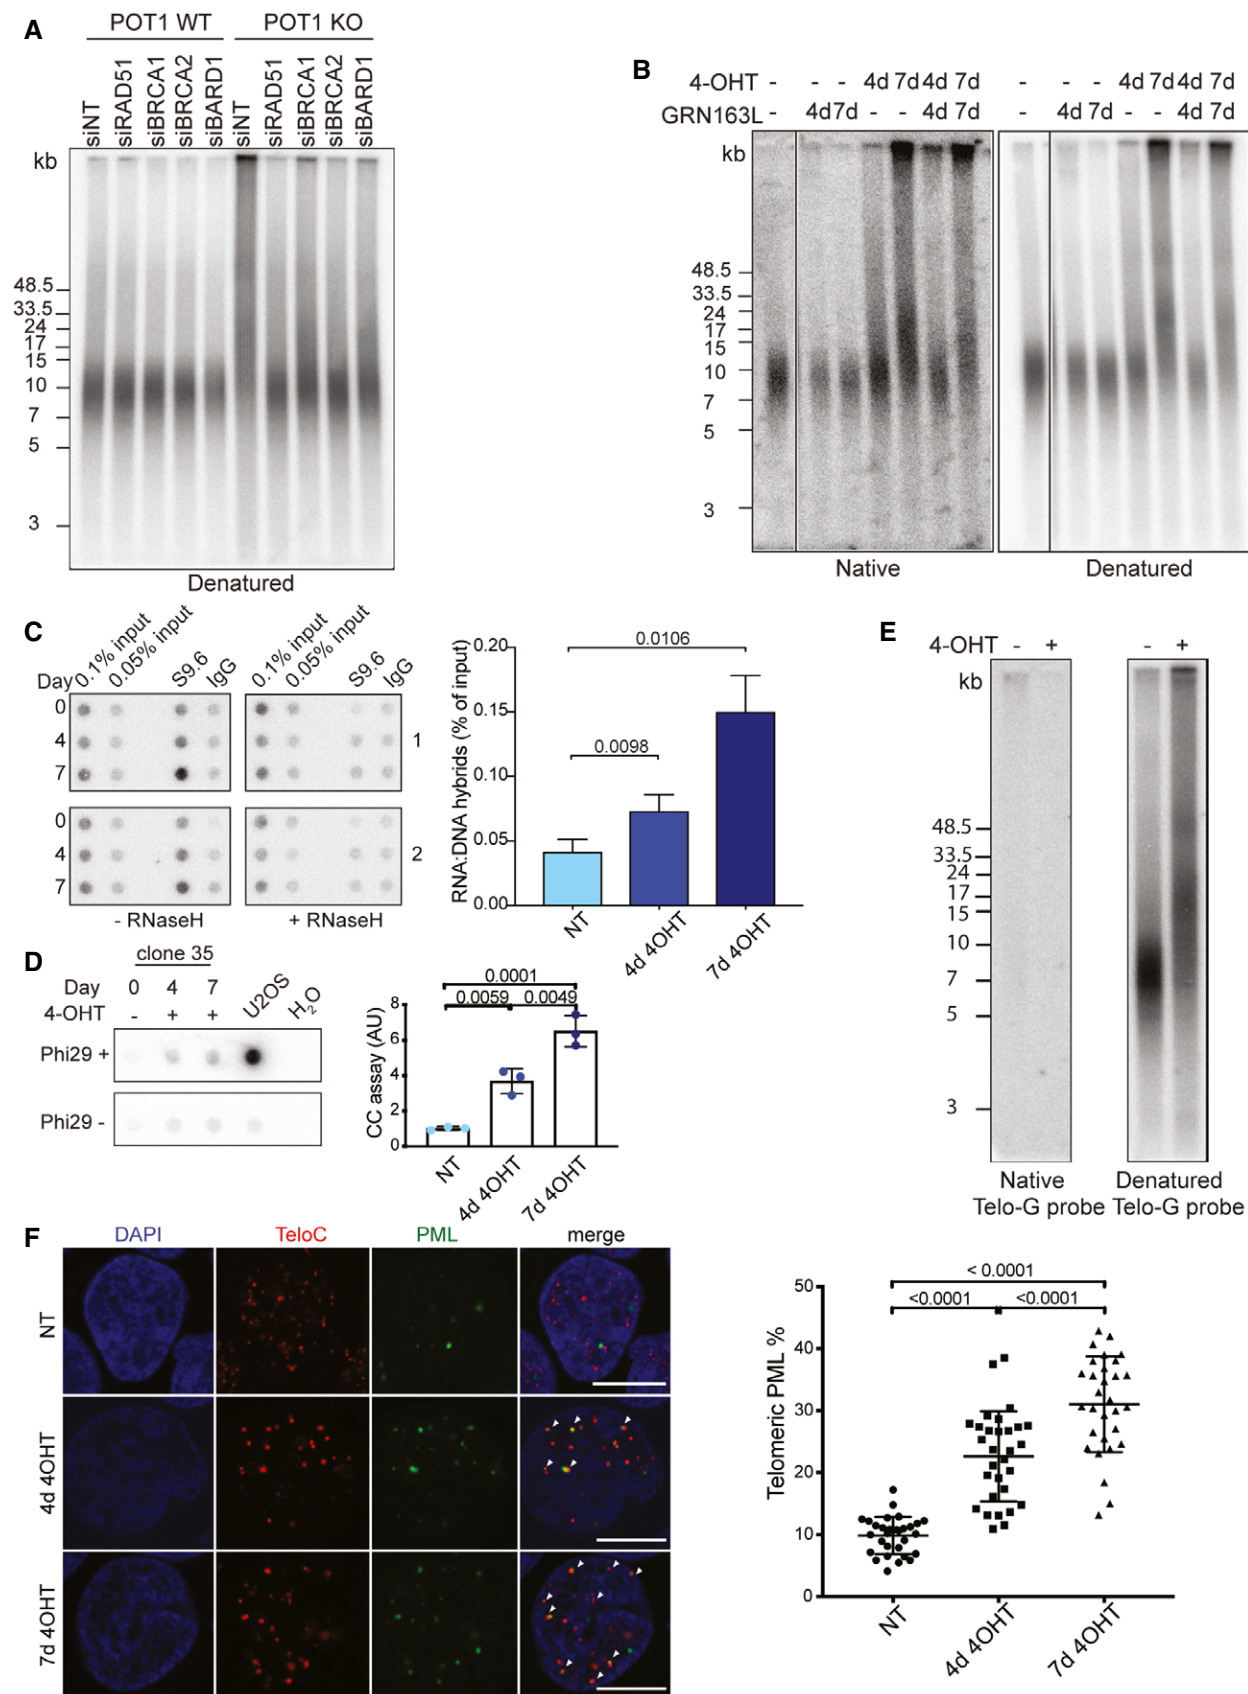 A
POT1 WT
POT1 KO
siNT
siRAD51
siBRCA1
siBRCA2
siBARD1
siNT
siRAD51
siBRCA1
siBRCA2
siBARD1
kb
48.5
33.5
24
17
15
10
7
5
3
Denatured
B
4-OHT - - - 4d 7d 4d 7d - - - 4d 7d 4d 7d
GRN163L - 4d 7d - - 4d 7d - 4d 7d - - 4d 7d
kb
48.5
33.5
24
17
15
10
7
5
3
Native
Denatured
C
Day 0.1% input 0.05% input S9.6 IgG 0.1% input 0.05% input S9.6 IgG
0
4
7
1
0
4
7
2
- RNaseH
+ RNaseH
RNA:DNA hybrids (% of input)
0.20
0.15
0.10
0.05
0.00
0.0106
0.0098
NT
4d 4OHT
7d 4OHT
D
clone 35
Day 0 4 7 U2OS H2O
4-OHT - + +
Phi29 +
Phi29 -
CC assay (AU)
8
6
4
2
0
0.0001
0.0059
0.0049
NT
4d 4OHT
7d 4OHT
E
4-OHT - + - +
kb
48.5
33.5
24
17
15
10
7
5
3
Native
Telo-G probe
Denatured
Telo-G probe
F
DAPI
TeloC
PML
merge
NT
4d 4OHT
7d 4OHT
Telomeric PML %
50
40
30
20
10
0
< 0.0001
<0.0001
<0.0001
NT
4d 4OHT
7d 4OHT